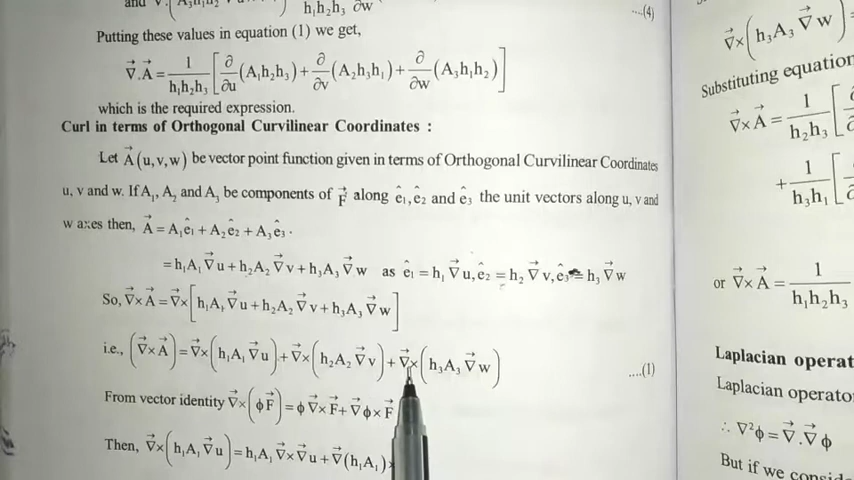 and ∇⃗.(A₃h₁h₂ h₁h₂h₃ ∂w ....(4)
Putting these values in equation (1) we get,
∇⃗.A⃗ = 1/(h₁h₂h₃) [∂/∂u (A₁h₂h₃) + ∂/∂v (A₂h₃h₁) + ∂/∂w (A₃h₁h₂)]
which is the required expression.
Curl in terms of Orthogonal Curvilinear Coordinates :
Let A⃗(u,v,w) be vector point function given in terms of Orthogonal Curvilinear Coordinates
u, v and w. If A₁, A₂ and A₃ be components of F⃗ along ê₁, ê₂ and ê₃ the unit vectors along u, v and
w axes then, A⃗ = A₁ê₁ + A₂ê₂ + A₃ê₃.
= h₁A₁∇⃗u + h₂A₂∇⃗v + h₃A₃∇⃗w as ê₁ = h₁∇⃗u, ê₂ = h₂∇⃗v, ê₃ = h₃∇⃗w
So, ∇⃗×A⃗ = ∇⃗×[h₁A₁∇⃗u + h₂A₂∇⃗v + h₃A₃∇⃗w]
i.e., (∇⃗×A⃗) = ∇⃗×(h₁A₁∇⃗u) + ∇⃗×(h₂A₂∇⃗v) + ∇⃗×(h₃A₃∇⃗w) ....(1)
From vector identity ∇⃗×(φF⃗) = φ∇⃗×F⃗ + ∇⃗φ×F⃗
Then, ∇⃗×(h₁A₁∇⃗u) = h₁A₁∇⃗×∇⃗u + ∇⃗(h₁A₁)×
∇⃗×(h₃A₃∇⃗w) =
Substituting equation
∇⃗×A⃗ = 1/(h₂h₃) [
+ 1/(h₃h₁) [
or ∇⃗×A⃗ = 1/(h₁h₂h₃)
Laplacian operat
Laplacian operato
∴ ∇²φ = ∇⃗.∇⃗φ
But if we consid